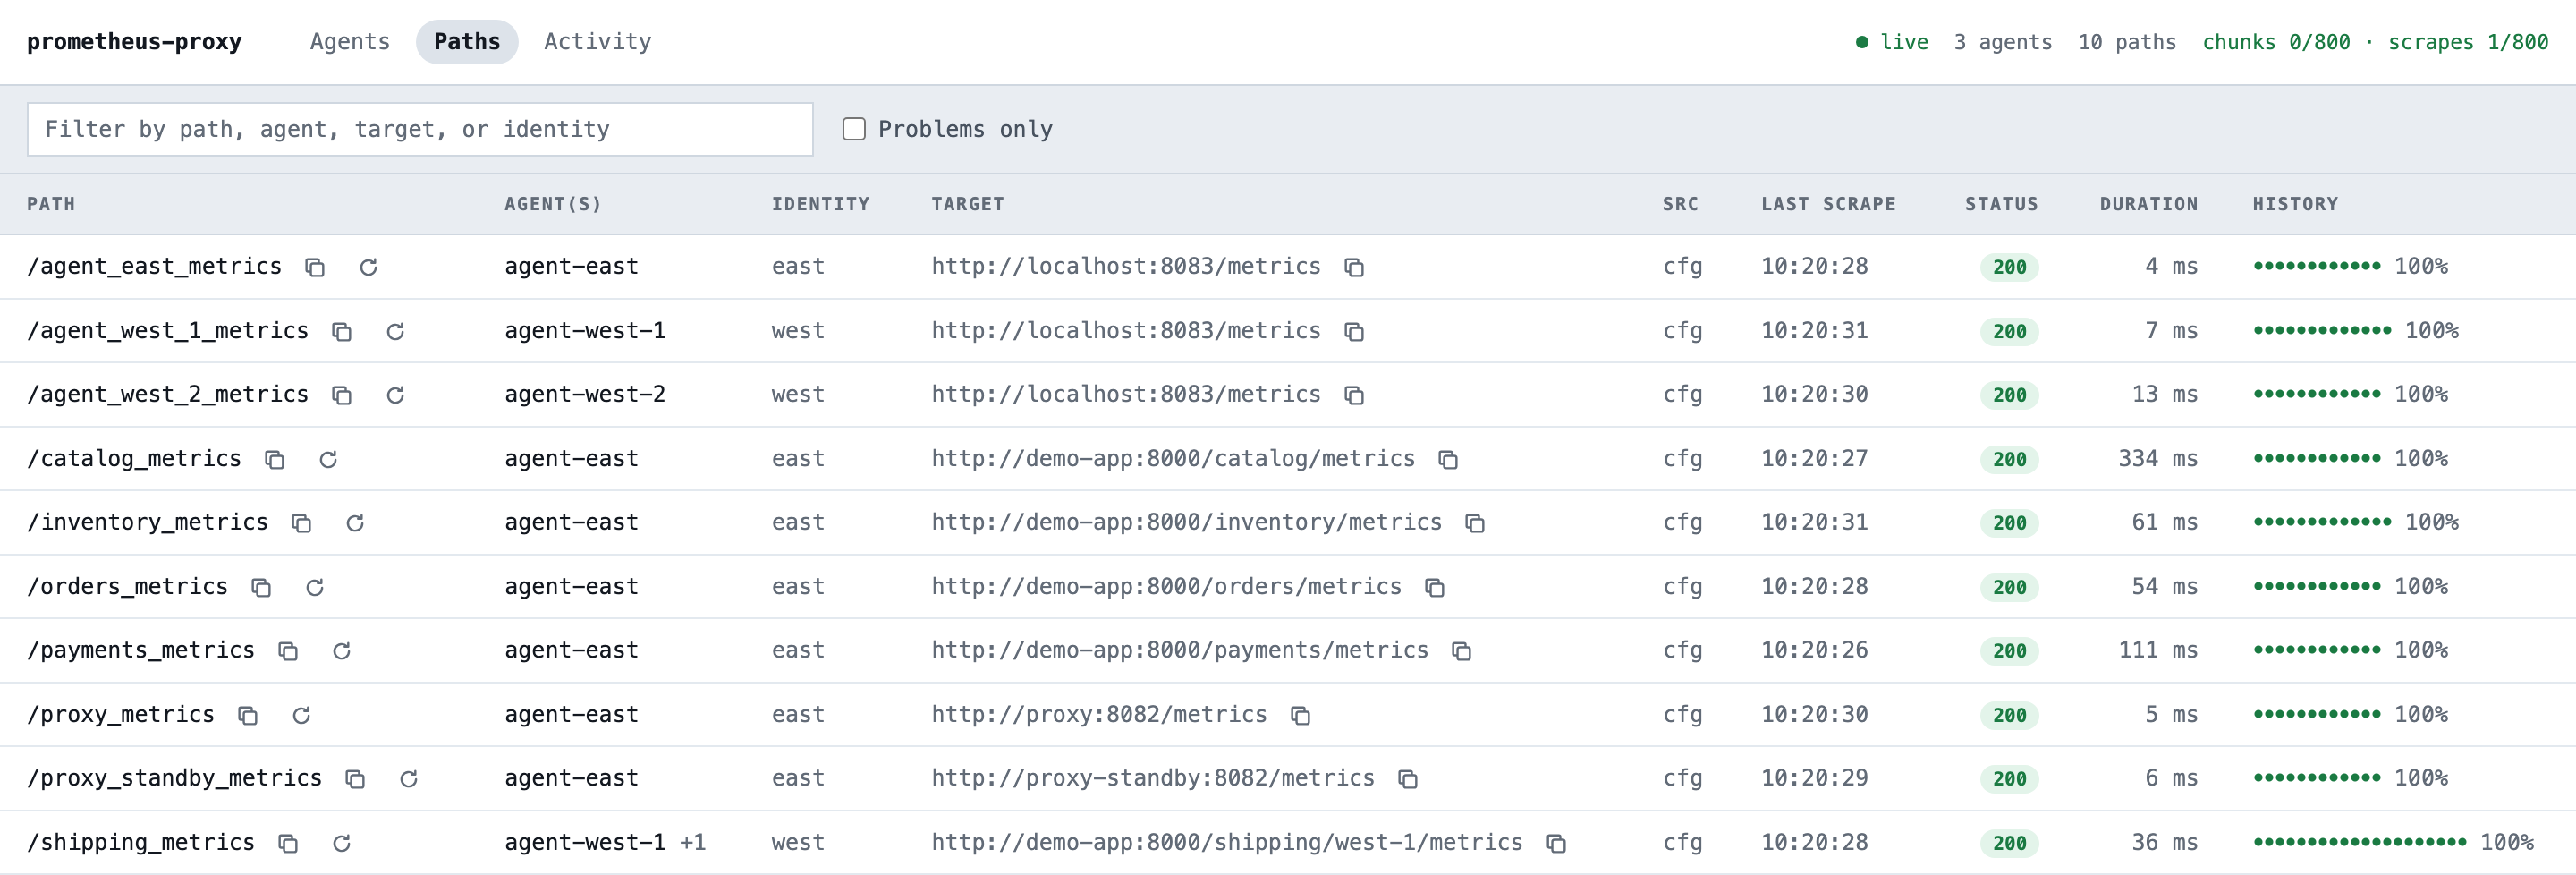 prometheus-proxy Agents Paths Activity live 3 agents 10 paths chunks 0/800 · scrapes 1/800
Filter by path, agent, target, or identity Problems only
PATH AGENT(S) IDENTITY TARGET SRC LAST SCRAPE STATUS DURATION HISTORY
/agent_east_metrics agent-east east http://localhost:8083/metrics cfg 10:20:28 200 4 ms 100%
/agent_west_1_metrics agent-west-1 west http://localhost:8083/metrics cfg 10:20:31 200 7 ms 100%
/agent_west_2_metrics agent-west-2 west http://localhost:8083/metrics cfg 10:20:30 200 13 ms 100%
/catalog_metrics agent-east east http://demo-app:8000/catalog/metrics cfg 10:20:27 200 334 ms 100%
/inventory_metrics agent-east east http://demo-app:8000/inventory/metrics cfg 10:20:31 200 61 ms 100%
/orders_metrics agent-east east http://demo-app:8000/orders/metrics cfg 10:20:28 200 54 ms 100%
/payments_metrics agent-east east http://demo-app:8000/payments/metrics cfg 10:20:26 200 111 ms 100%
/proxy_metrics agent-east east http://proxy:8082/metrics cfg 10:20:30 200 5 ms 100%
/proxy_standby_metrics agent-east east http://proxy-standby:8082/metrics cfg 10:20:29 200 6 ms 100%
/shipping_metrics agent-west-1 +1 west http://demo-app:8000/shipping/west-1/metrics cfg 10:20:28 200 36 ms 100%